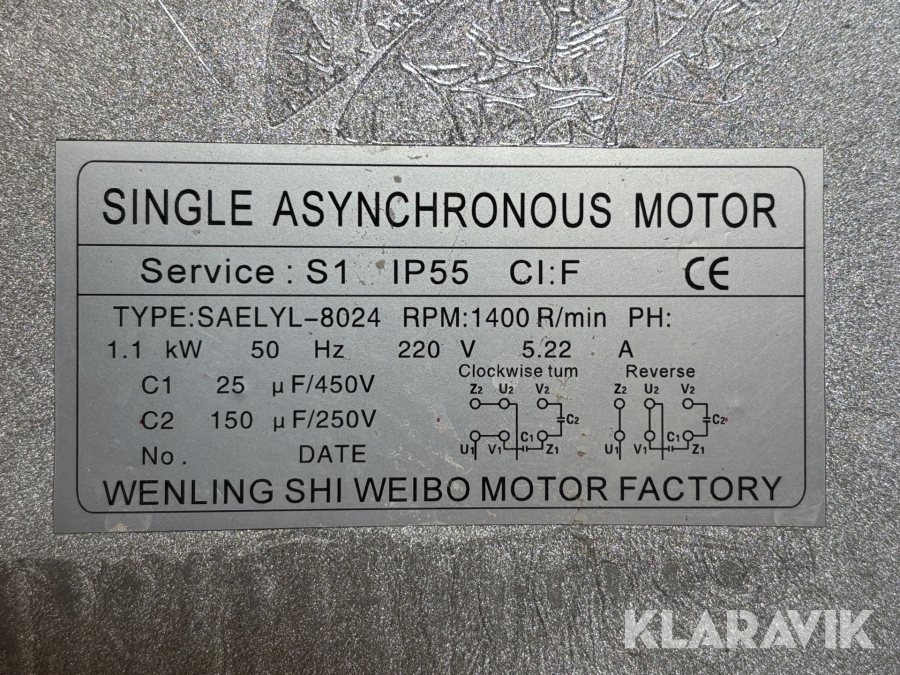 SINGLE ASYNCHRONOUS MOTOR
Service : S1 IP55 CI:F CE
TYPE:SAELYL-8024 RPM:1400 R/min PH:
1.1 kW 50 Hz 220 V 5.22 A
Clockwise tum Reverse
Z2 U2 V2 Z2 U2 V2
C1 25 μF/450V
C2 150 μF/250V C2 C2
U1 V1 C1 Z1 U1 V1 C1 Z1
No. DATE
WENLING SHI WEIBO MOTOR FACTORY
KLARAVIK